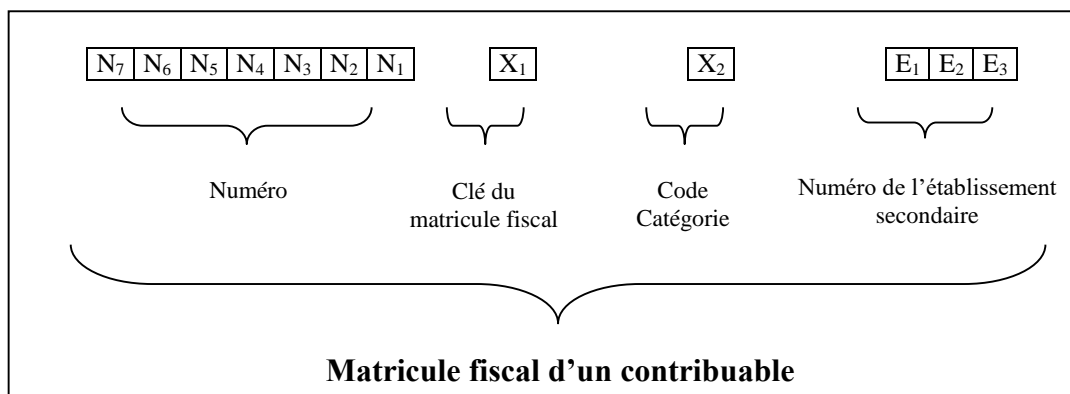 N₇ N₆ N₅ N₄ N₃ N₂ N₁ X₁ X₂ E₁ E₂ E₃
Numéro
Clé du
matricule fiscal
Code
Catégorie
Numéro de l’établissement
secondaire
Matricule fiscal d’un contribuable